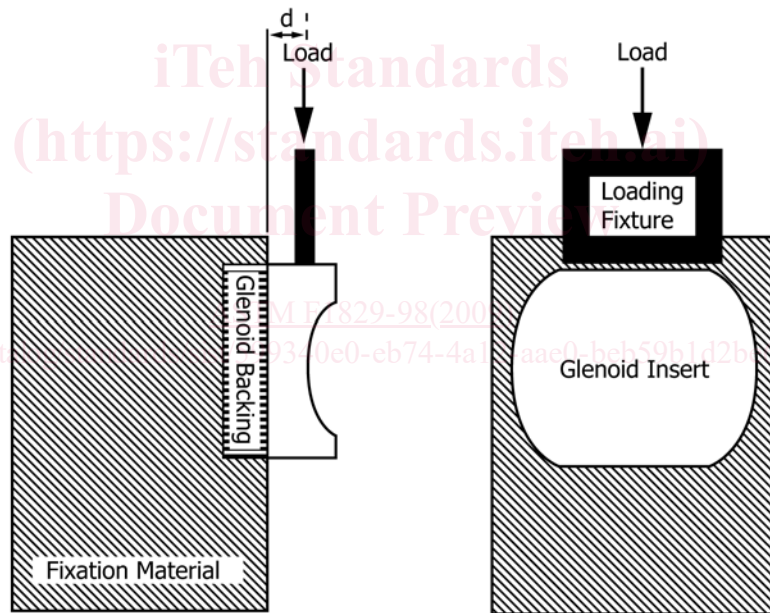 d
Load
Load
iTeh Standards
(https://standards.iteh.ai)
Document Preview
Loading
Fixture
Glenoid Backing
Glenoid Insert
Fixation Material